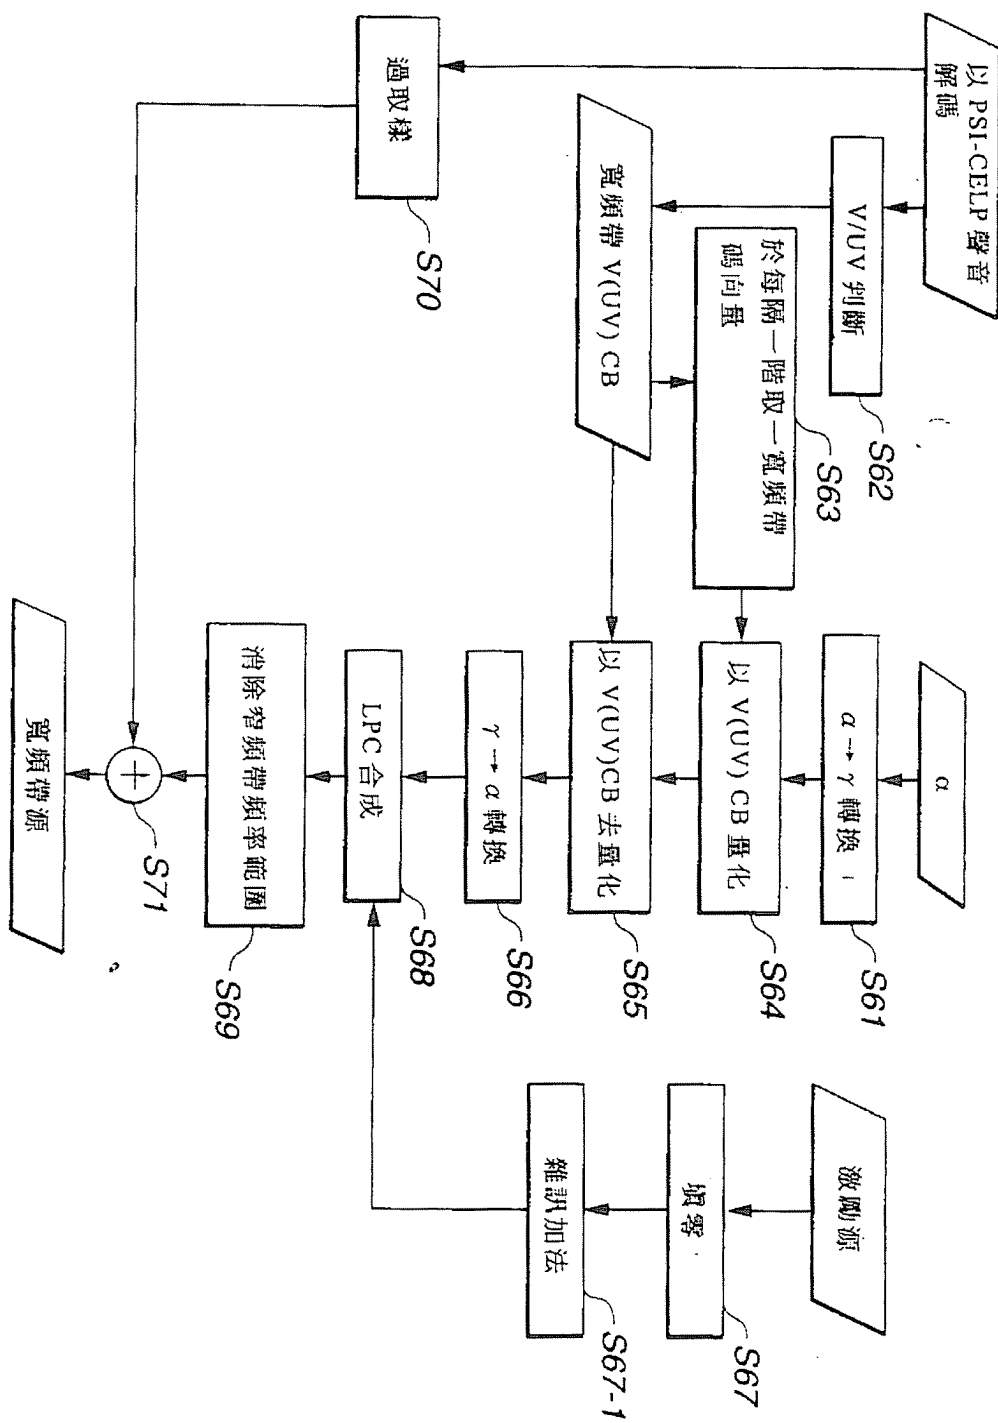 以 PSI-CELP 聲音
解碼
V/UV 判斷
S62
於每隔一階取一寬頻帶
碼向量
S63
寬頻帶 V(UV) CB
過取樣
S70
α
α→γ 轉換
S61
以 V(UV) CB 量化
S64
以 V(UV)CB 去量化
S65
γ→α 轉換
S66
LPC 合成
S68
消除窄頻帶頻率範圍
S69
+
S71
寬頻帶源
激勵源
填零
S67
雜訊加法
S67-1